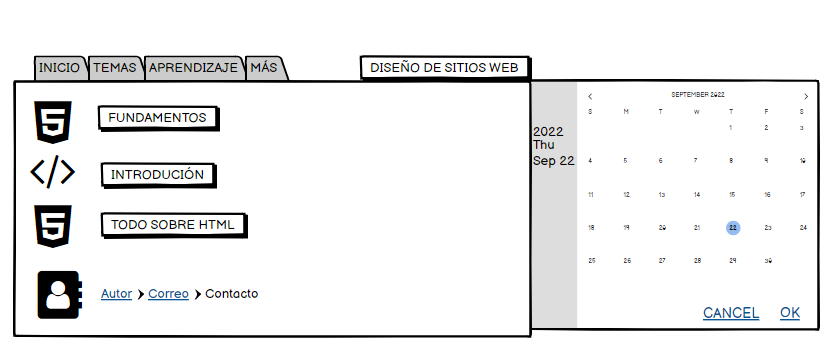 INICIO TEMAS APRENDIZAJE MÁS
DISEÑO DE SITIOS WEB
5 FUNDAMENTOS
</> INTRODUCIÓN
5 TODO SOBRE HTML
Autor Correo Contacto
2022
Thu
Sep 22
SEPTEMBER 2022
S M T W T F S
1 2 3
4 5 6 7 8 9 10
11 12 13 14 15 16 17
18 19 20 21 22 23 24
25 26 27 28 29 30
CANCEL OK